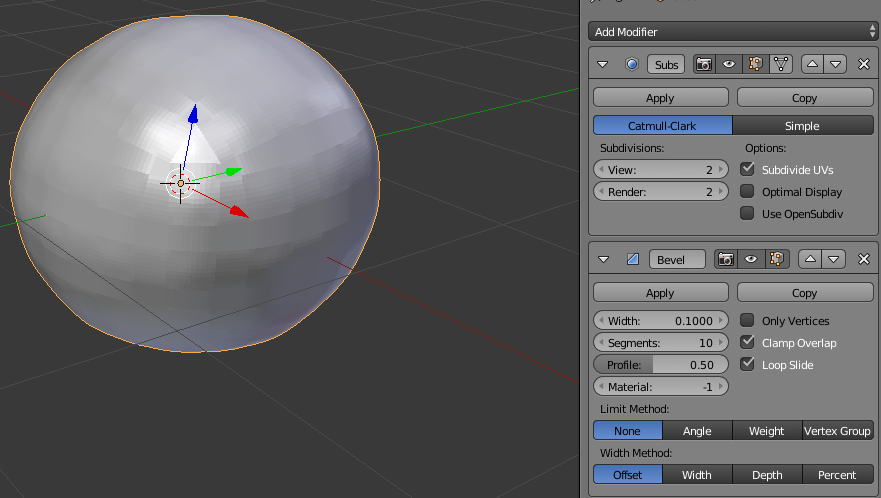 Add Modifier
Subs
Apply Copy
Catmull-Clark Simple
Subdivisions: Options:
View: 2 Subdivide UVs
Render: 2 Optimal Display
Use OpenSubdiv
Bevel
Apply Copy
Width: 0.1000 Only Vertices
Segments: 10 Clamp Overlap
Profile: 0.50 Loop Slide
Material: -1
Limit Method:
None Angle Weight Vertex Group
Width Method:
Offset Width Depth Percent